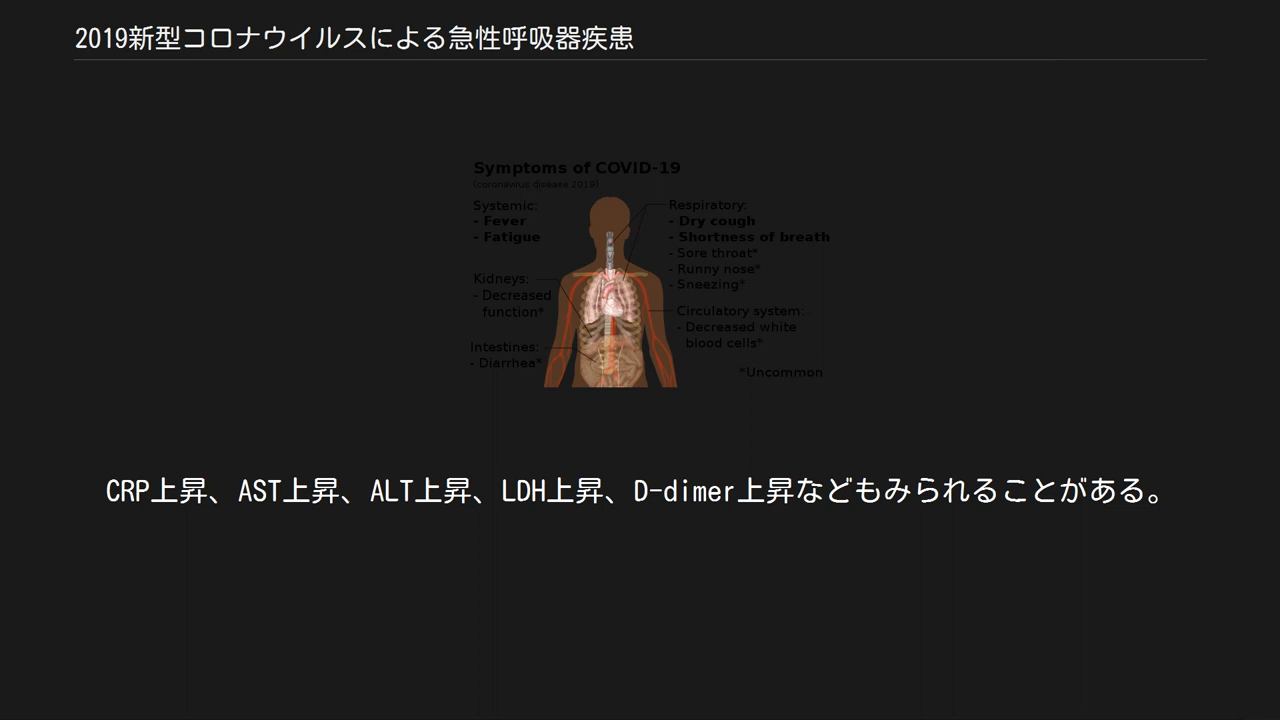 2019新型コロナウイルスによる急性呼吸器疾患
Symptoms of COVID-19
(coronavirus disease 2019)
Systemic:
- Fever
- Fatigue
Respiratory:
- Dry cough
- Shortness of breath
- Sore throat*
- Runny nose*
- Sneezing*
Kidneys:
- Decreased
function*
Circulatory system:
- Decreased white
blood cells*
Intestines:
- Diarrhea*
*Uncommon
CRP上昇、AST上昇、ALT上昇、LDH上昇、D-dimer上昇などもみられることがある。